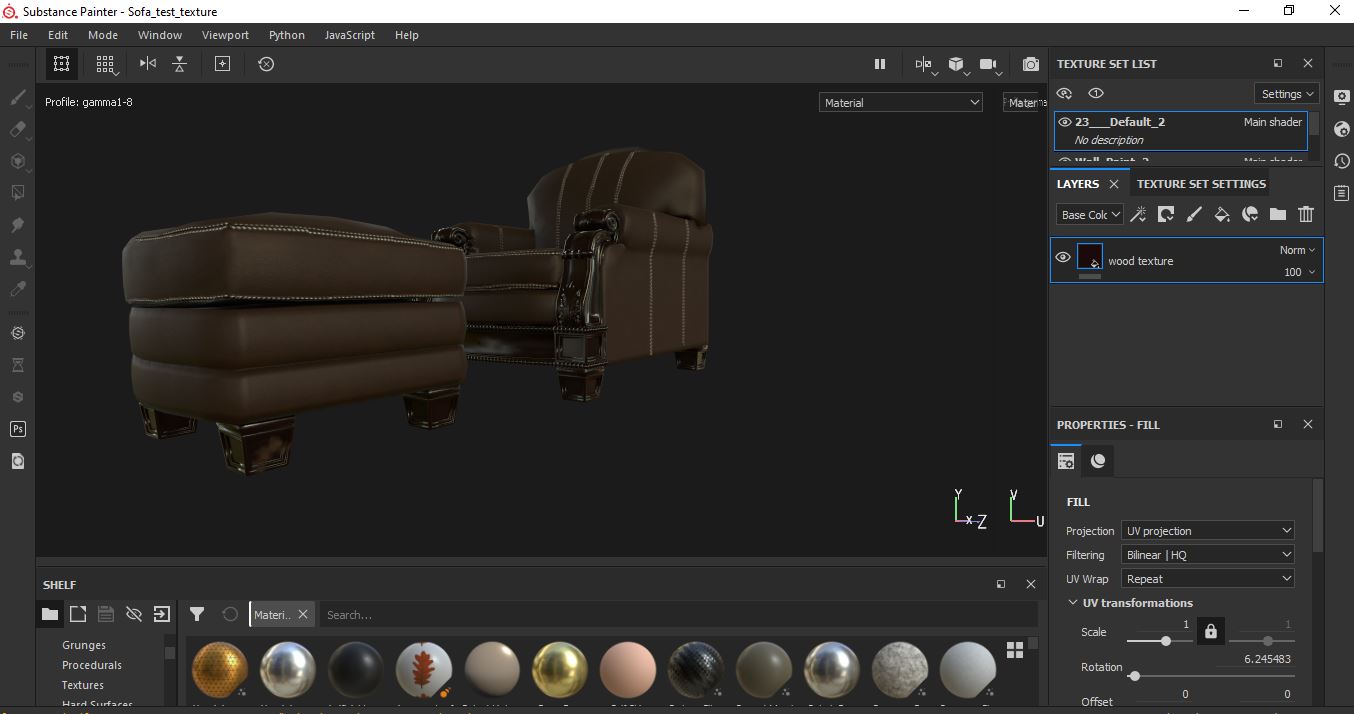 Substance Painter - Sofa_test_texture
File Edit Mode Window Viewport Python JavaScript Help
Profile: gamma1-8
Material
Mater
TEXTURE SET LIST
Settings
23___Default_2 Main shader
No description
LAYERS TEXTURE SET SETTINGS
Base Colc
wood texture
Norm
100
PROPERTIES - FILL
FILL
Projection UV projection
Filtering Bilinear | HQ
UV Wrap Repeat
UV transformations
Scale 1 1
Rotation 6.245483
Offset 0 0
Y
X Z
V
U
Ps
SHELF
Materi.. Search...
Grunges
Procedurals
Textures
Hard Surfaces